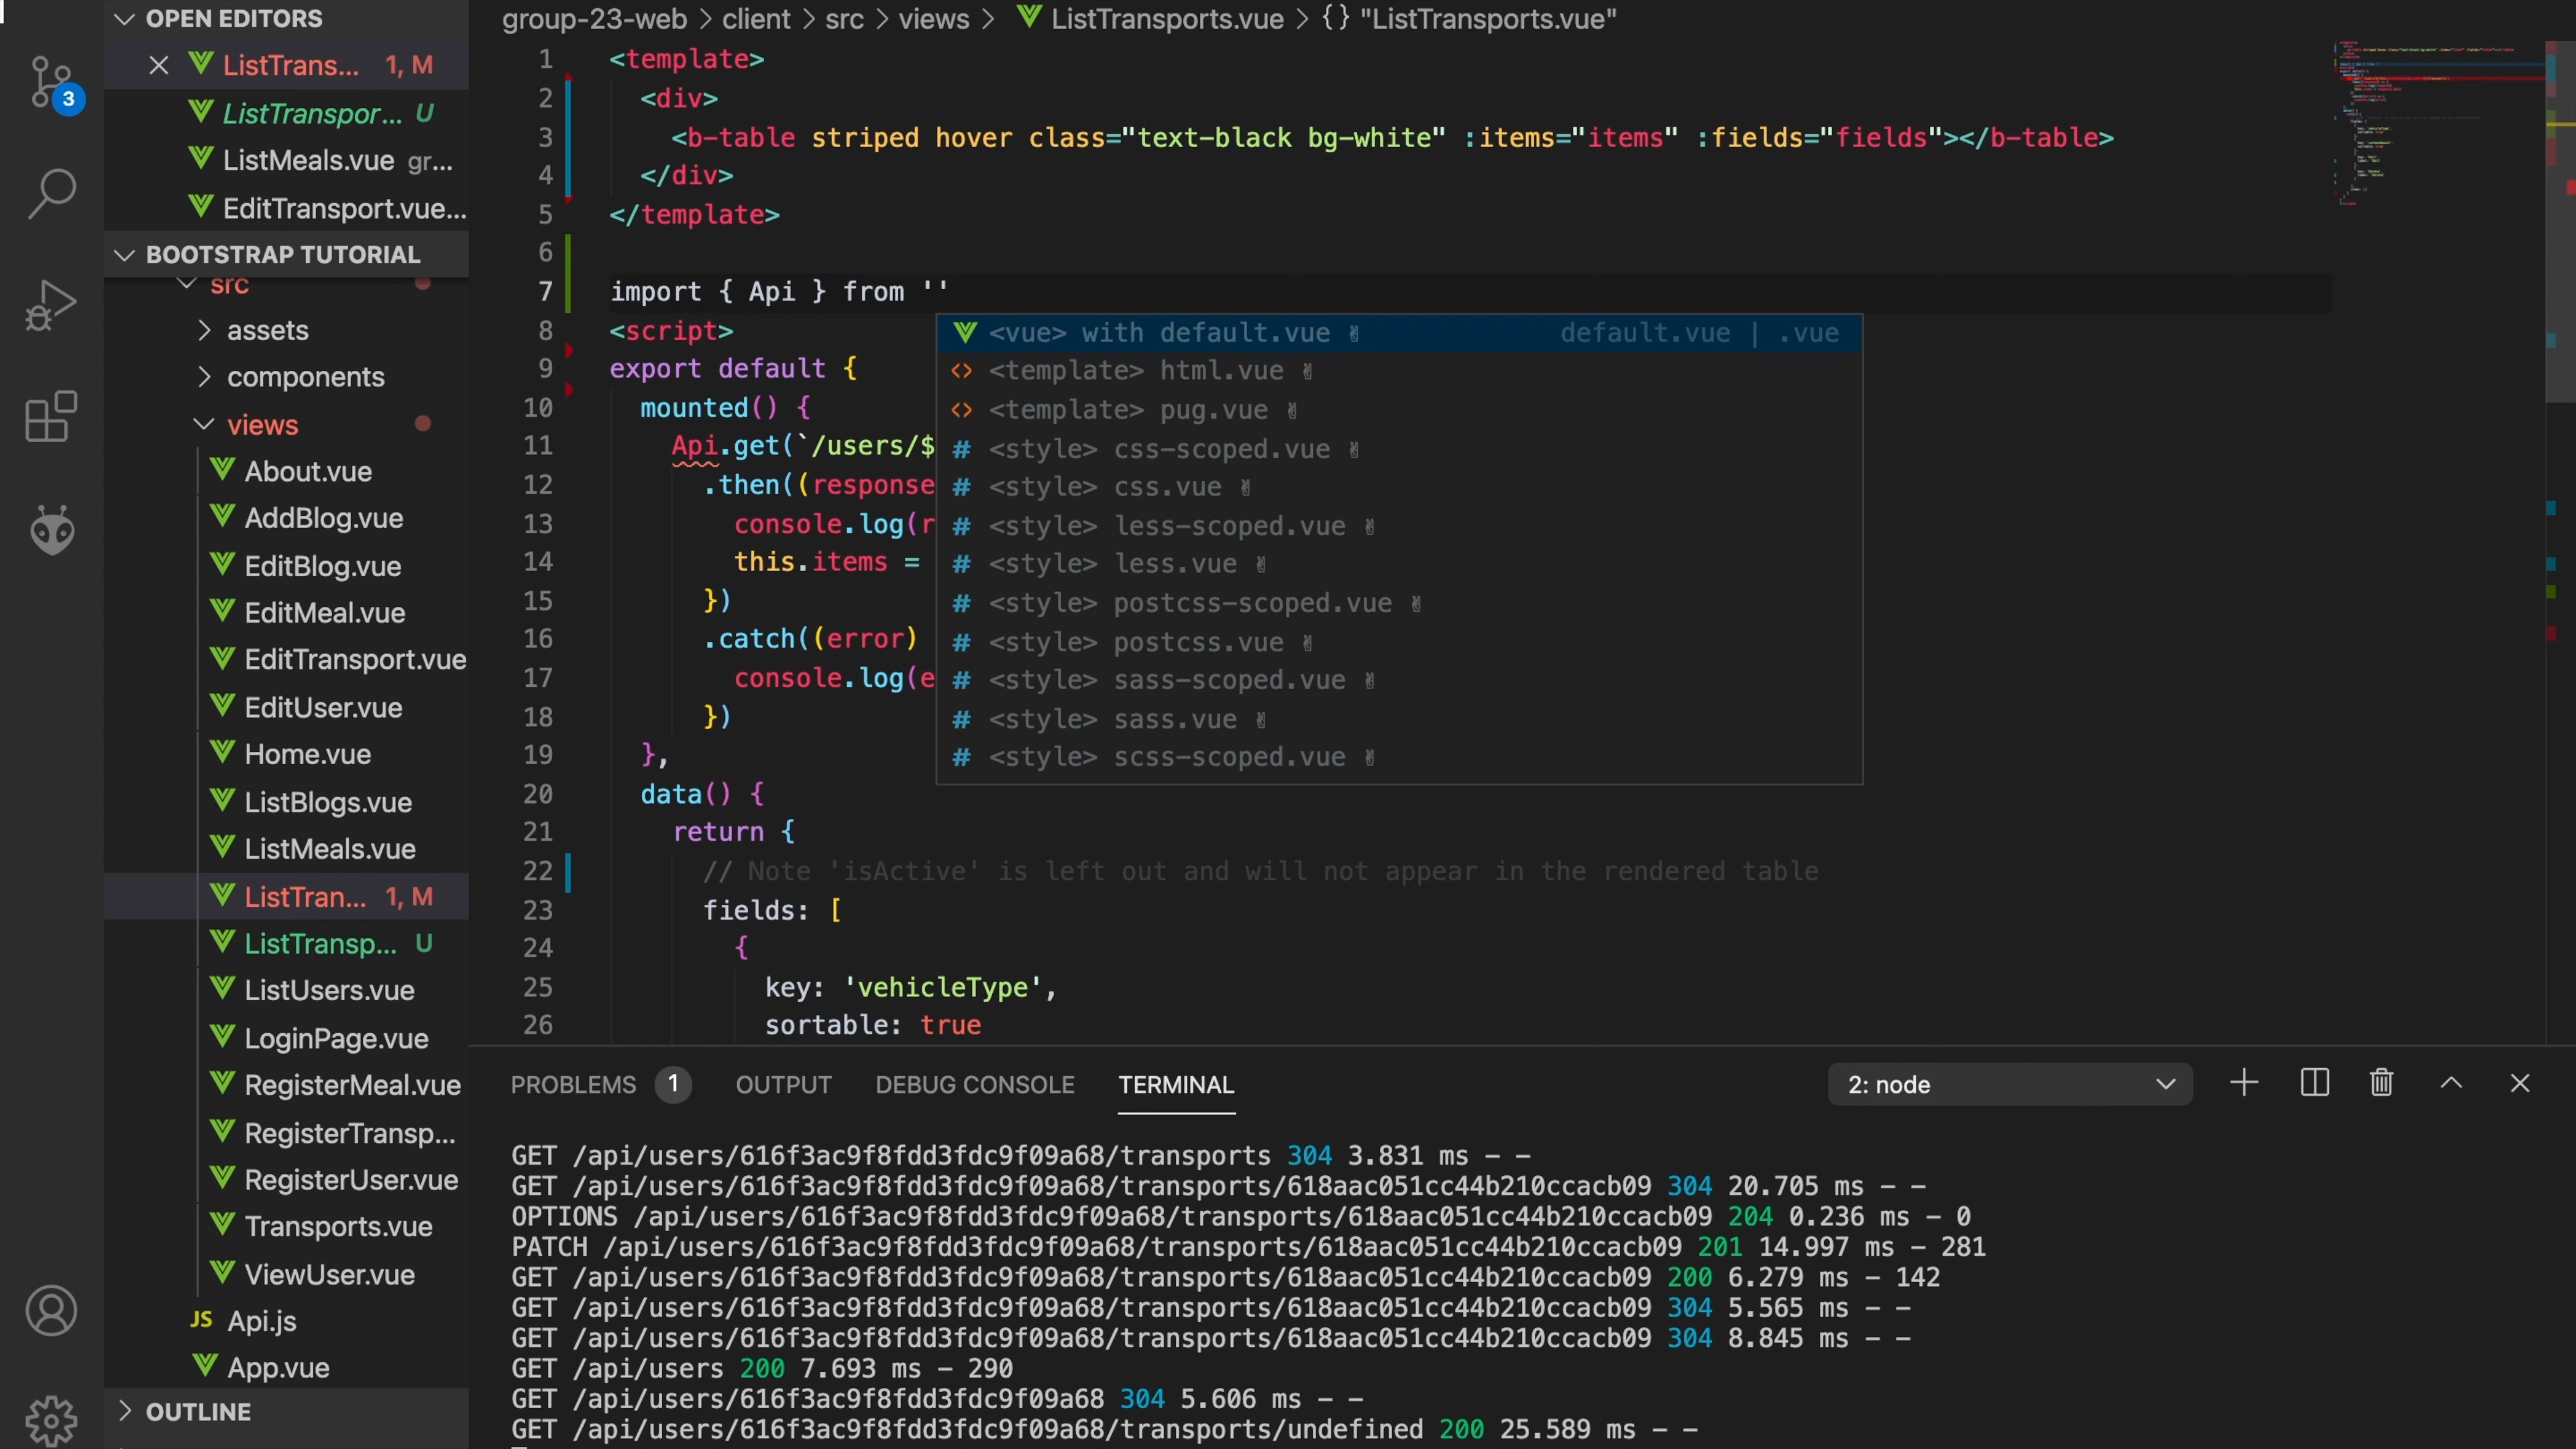 OPEN EDITORS
ListTrans... 1, M
ListTranspor... U
ListMeals.vue gr...
EditTransport.vue...
BOOTSTRAP TUTORIAL
src
assets
components
views
About.vue
AddBlog.vue
EditBlog.vue
EditMeal.vue
EditTransport.vue
EditUser.vue
Home.vue
ListBlogs.vue
ListMeals.vue
ListTran... 1, M
ListTransp... U
ListUsers.vue
LoginPage.vue
RegisterMeal.vue
RegisterTransp...
RegisterUser.vue
Transports.vue
ViewUser.vue
JS Api.js
App.vue
OUTLINE
3
group-23-web > client > src > views > ListTransports.vue > {} "ListTransports.vue"
1 <template>
2 <div>
3 <b-table striped hover class="text-black bg-white" :items="items" :fields="fields"></b-table>
4 </div>
5 </template>
6
7 import { Api } from ''
8 <script>
9 export default {
10 mounted() {
11 Api.get(`/users/$
12 .then((response
13 console.log(r
14 this.items =
15 })
16 .catch((error)
17 console.log(e
18 })
19 },
20 data() {
21 return {
22 // Note 'isActive' is left out and will not appear in the rendered table
23 fields: [
24 {
25 key: 'vehicleType',
26 sortable: true
<vue> with default.vue ✌ default.vue | .vue
<> <template> html.vue ✌
<> <template> pug.vue ✌
# <style> css-scoped.vue ✌
# <style> css.vue ✌
# <style> less-scoped.vue ✌
# <style> less.vue ✌
# <style> postcss-scoped.vue ✌
# <style> postcss.vue ✌
# <style> sass-scoped.vue ✌
# <style> sass.vue ✌
# <style> scss-scoped.vue ✌
PROBLEMS 1 OUTPUT DEBUG CONSOLE TERMINAL 2: node
GET /api/users/616f3ac9f8fdd3fdc9f09a68/transports 304 3.831 ms - -
GET /api/users/616f3ac9f8fdd3fdc9f09a68/transports/618aac051cc44b210ccacb09 304 20.705 ms - -
OPTIONS /api/users/616f3ac9f8fdd3fdc9f09a68/transports/618aac051cc44b210ccacb09 204 0.236 ms - 0
PATCH /api/users/616f3ac9f8fdd3fdc9f09a68/transports/618aac051cc44b210ccacb09 201 14.997 ms - 281
GET /api/users/616f3ac9f8fdd3fdc9f09a68/transports/618aac051cc44b210ccacb09 200 6.279 ms - 142
GET /api/users/616f3ac9f8fdd3fdc9f09a68/transports/618aac051cc44b210ccacb09 304 5.565 ms - -
GET /api/users/616f3ac9f8fdd3fdc9f09a68/transports/618aac051cc44b210ccacb09 304 8.845 ms - -
GET /api/users 200 7.693 ms - 290
GET /api/users/616f3ac9f8fdd3fdc9f09a68 304 5.606 ms - -
GET /api/users/616f3ac9f8fdd3fdc9f09a68/transports/undefined 200 25.589 ms - -